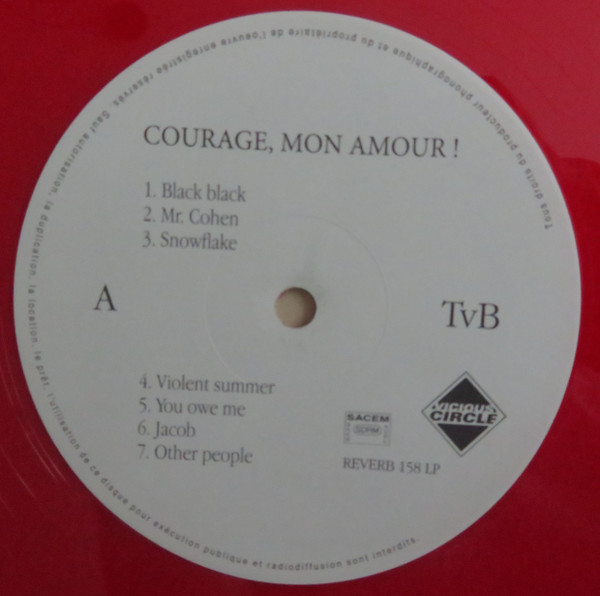 Tous droits du producteur phonographique et du propriétaire de l'oeuvre enregistrée réservés. Sauf autorisation, la duplication, la location, le prêt, l'utilisation de ce disque pour exécution publique et radiodiffusion sont interdits.
COURAGE, MON AMOUR !
1. Black black
2. Mr. Cohen
3. Snowflake
A
TvB
4. Violent summer
5. You owe me
6. Jacob
7. Other people
SACEM
VICIOUS
CIRCLE
REVERB 158 LP